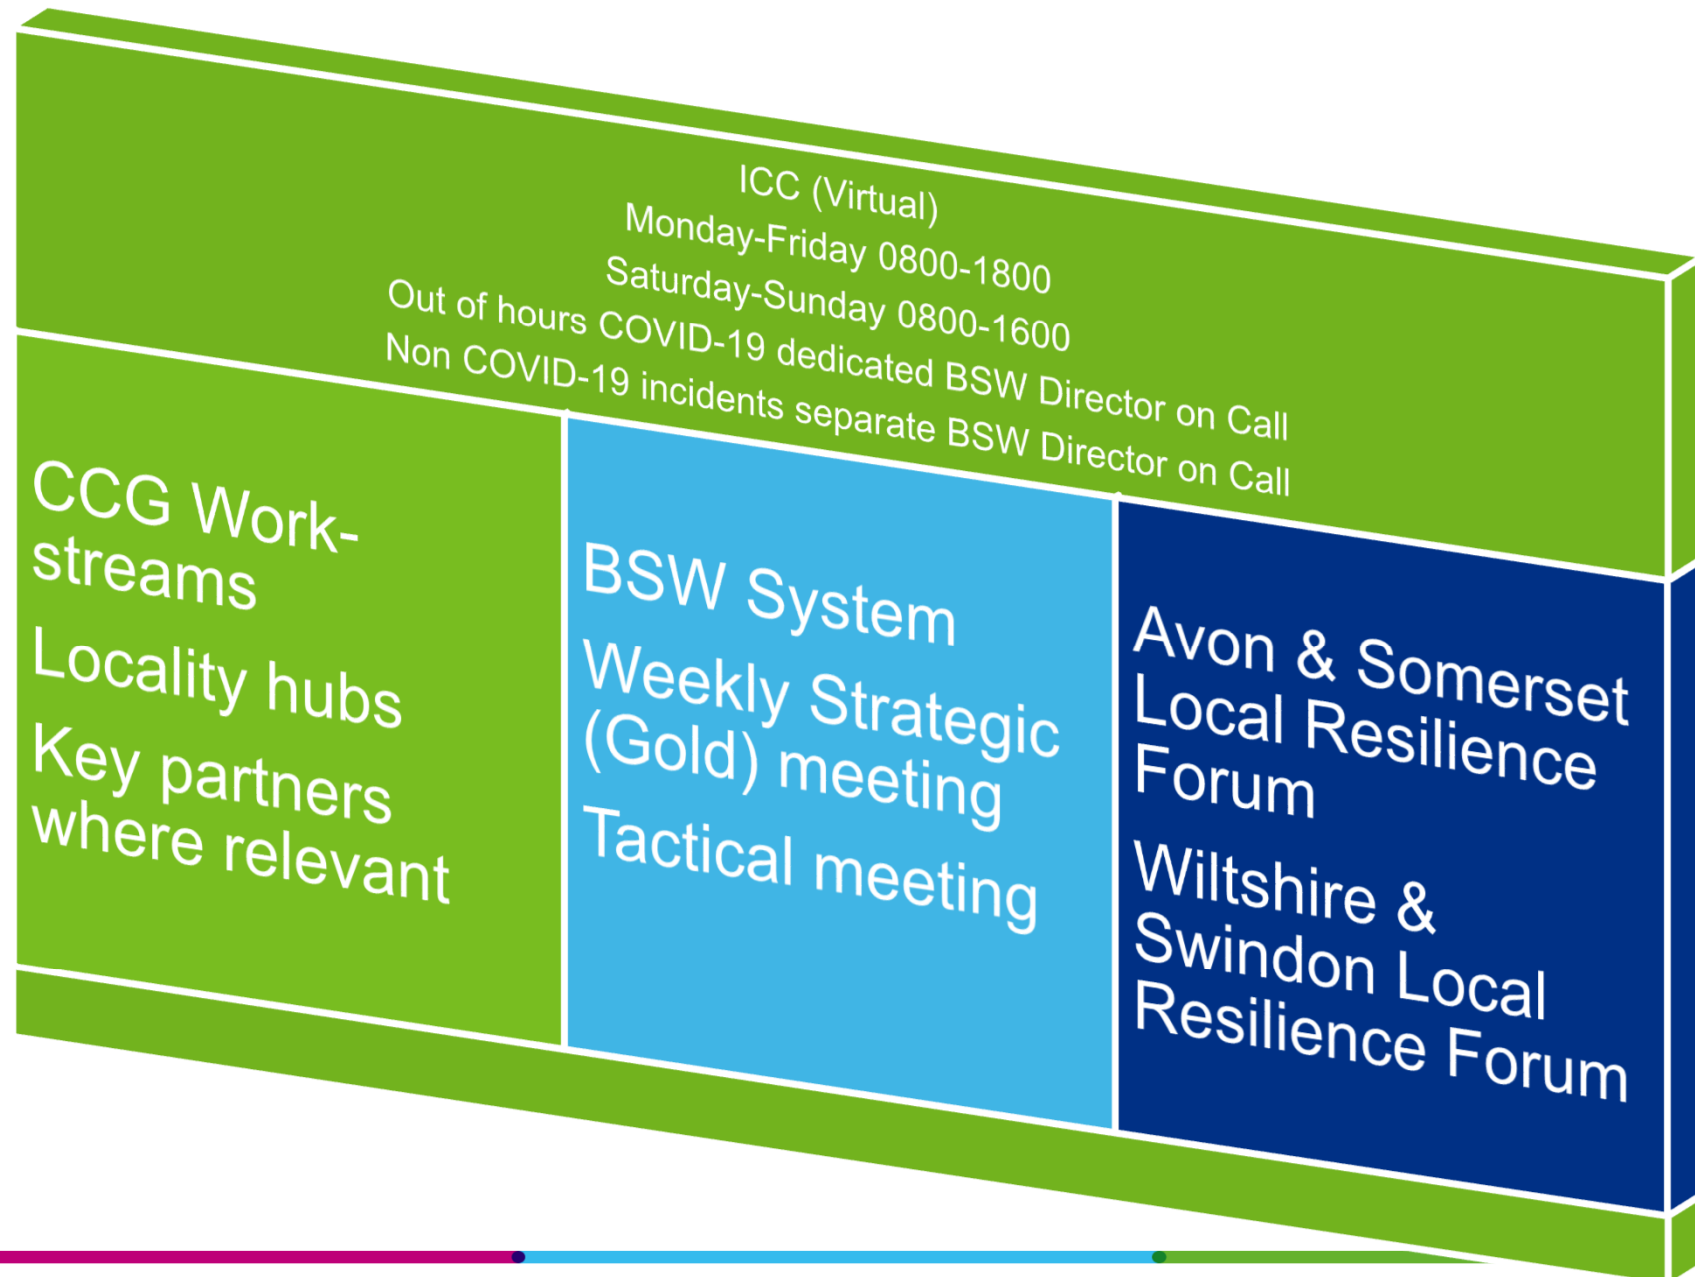 ICC (Virtual)
Monday-Friday 0800-1800
Saturday-Sunday 0800-1600
Out of hours COVID-19 dedicated BSW Director on Call
Non COVID-19 incidents separate BSW Director on Call
CCG Work-
streams
Locality hubs
Key partners
where relevant
BSW System
Weekly Strategic
(Gold) meeting
Tactical meeting
Avon & Somerset
Local Resilience
Forum
Wiltshire &
Swindon Local
Resilience Forum